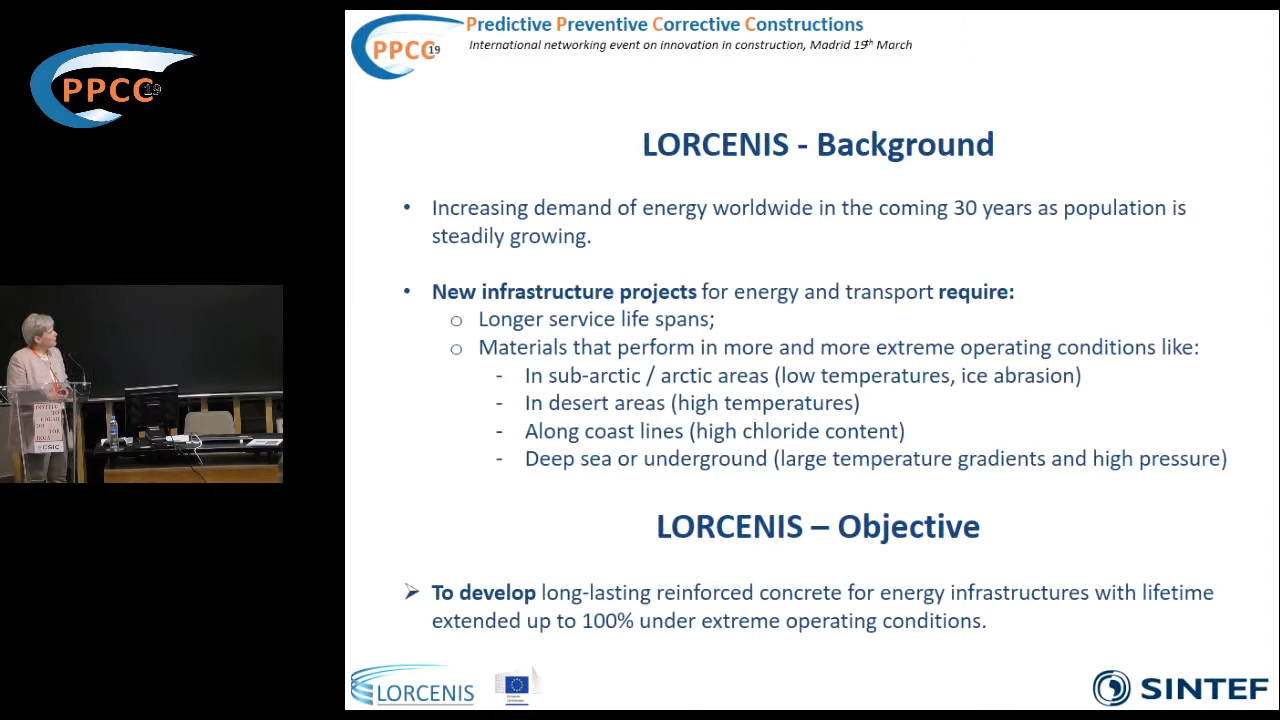 PPCC 19
PPCC 19
Predictive Preventive Corrective Constructions
International networking event on innovation in construction, Madrid 19th March
LORCENIS - Background
• Increasing demand of energy worldwide in the coming 30 years as population is
steadily growing.
• New infrastructure projects for energy and transport require:
o Longer service life spans;
o Materials that perform in more and more extreme operating conditions like:
- In sub-arctic / arctic areas (low temperatures, ice abrasion)
- In desert areas (high temperatures)
- Along coast lines (high chloride content)
- Deep sea or underground (large temperature gradients and high pressure)
LORCENIS – Objective
➢ To develop long-lasting reinforced concrete for energy infrastructures with lifetime
extended up to 100% under extreme operating conditions.
LORCENIS
SINTEF
CSIC